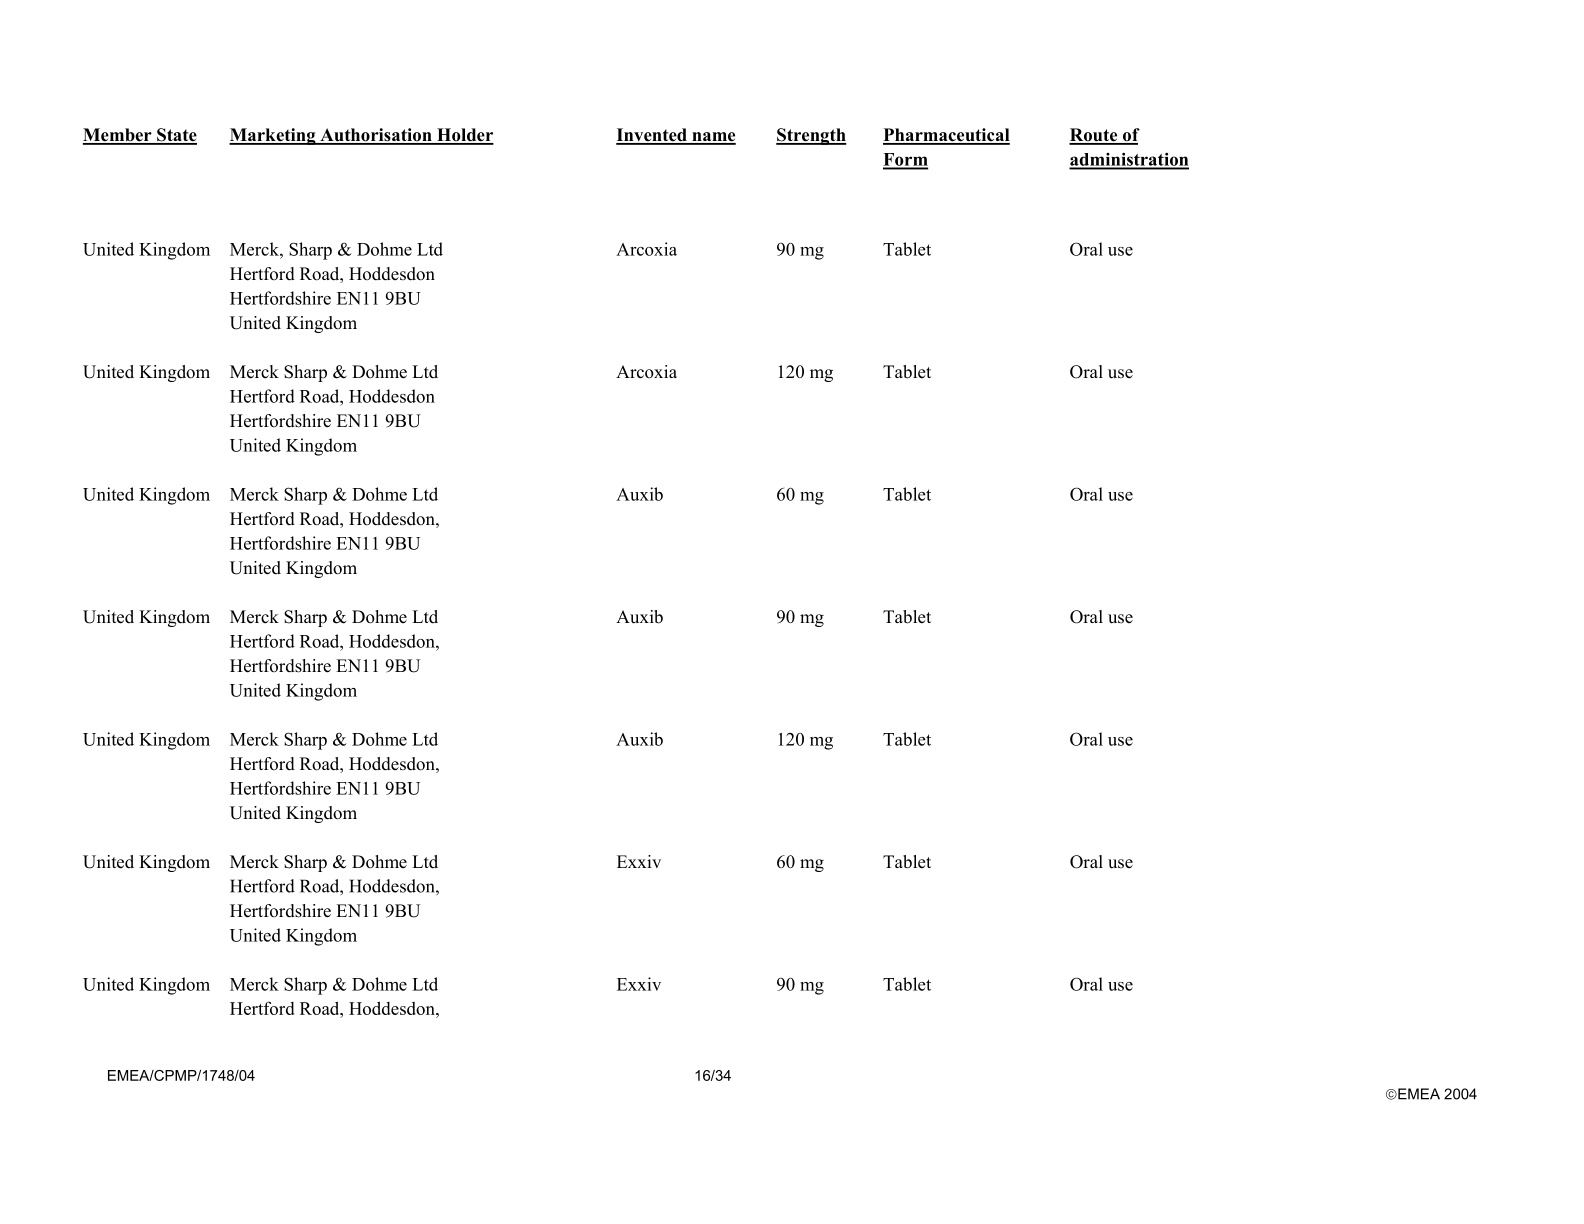 Member State Marketing Authorisation Holder Invented name Strength Pharmaceutical Form Route of administration
United Kingdom Merck, Sharp & Dohme Ltd Arcoxia 90 mg Tablet Oral use
Hertford Road, Hoddesdon
Hertfordshire EN11 9BU
United Kingdom
United Kingdom Merck Sharp & Dohme Ltd Arcoxia 120 mg Tablet Oral use
Hertford Road, Hoddesdon
Hertfordshire EN11 9BU
United Kingdom
United Kingdom Merck Sharp & Dohme Ltd Auxib 60 mg Tablet Oral use
Hertford Road, Hoddesdon,
Hertfordshire EN11 9BU
United Kingdom
United Kingdom Merck Sharp & Dohme Ltd Auxib 90 mg Tablet Oral use
Hertford Road, Hoddesdon,
Hertfordshire EN11 9BU
United Kingdom
United Kingdom Merck Sharp & Dohme Ltd Auxib 120 mg Tablet Oral use
Hertford Road, Hoddesdon,
Hertfordshire EN11 9BU
United Kingdom
United Kingdom Merck Sharp & Dohme Ltd Exxiv 60 mg Tablet Oral use
Hertford Road, Hoddesdon,
Hertfordshire EN11 9BU
United Kingdom
United Kingdom Merck Sharp & Dohme Ltd Exxiv 90 mg Tablet Oral use
Hertford Road, Hoddesdon,
EMEA/CPMP/1748/04 16/34
©EMEA 2004